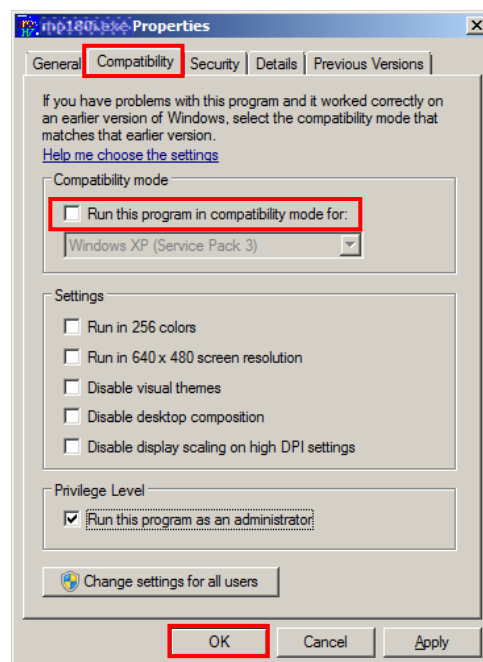 Properties
General Compatibility Security Details Previous Versions
If you have problems with this program and it worked correctly on
an earlier version of Windows, select the compatibility mode that
matches that earlier version.
Help me choose the settings
Compatibility mode
Run this program in compatibility mode for:
Windows XP (Service Pack 3)
Settings
Run in 256 colors
Run in 640 x 480 screen resolution
Disable visual themes
Disable desktop composition
Disable display scaling on high DPI settings
Privilege Level
Run this program as an administrator
Change settings for all users
OK Cancel Apply